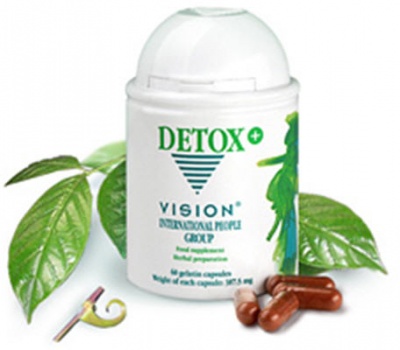 DETOX+
VISION®
INTERNATIONAL PEOPLE
GROUP
Food supplement
Herbal preparation
60 gelatin capsules
Weight of each capsule: 387.5 mg